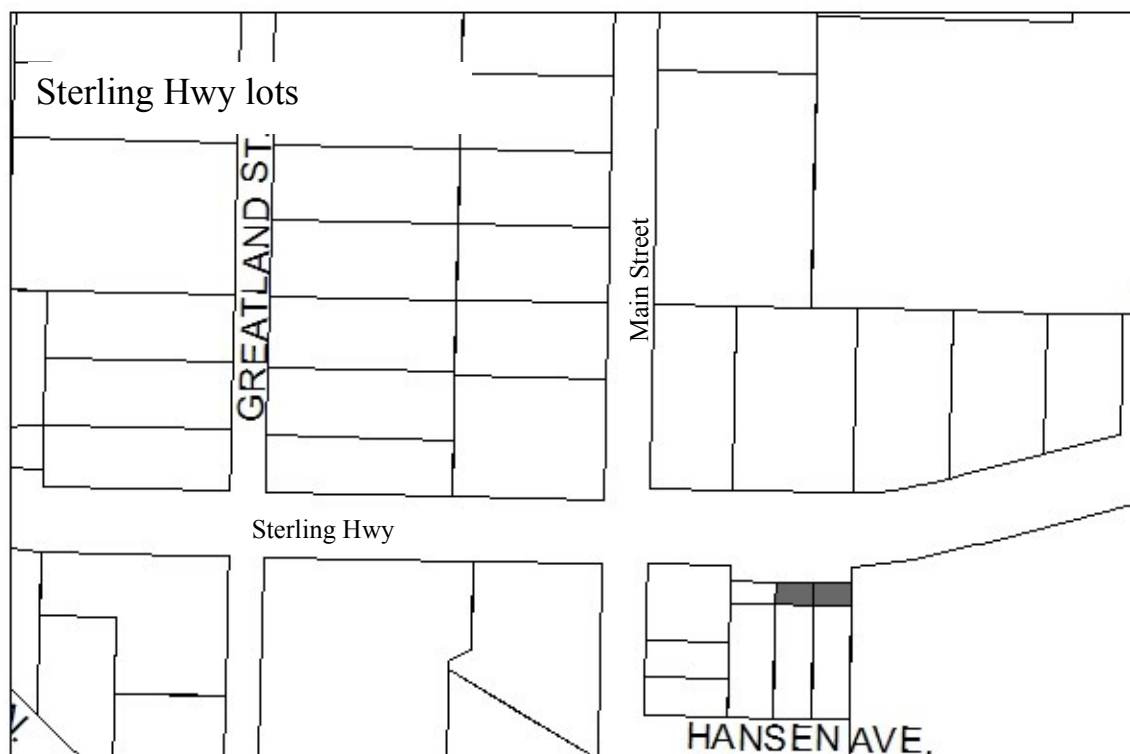 Sterling Hwy lots
GREATLAND ST.
Main Street
Sterling Hwy
HANSEN AVE.